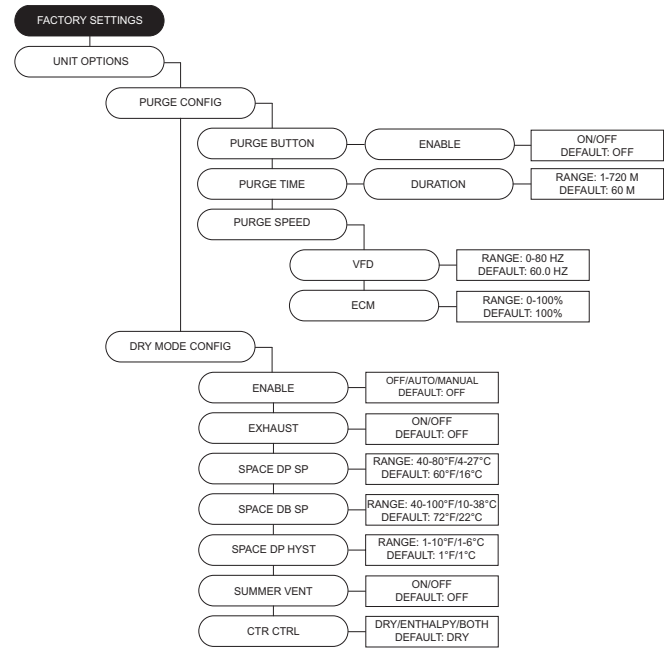 FACTORY SETTINGS
UNIT OPTIONS
PURGE CONFIG
PURGE BUTTON
ENABLE
ON/OFF
DEFAULT: OFF
PURGE TIME
DURATION
RANGE: 1-720 M
DEFAULT: 60 M
PURGE SPEED
VFD
RANGE: 0-80 HZ
DEFAULT: 60.0 HZ
ECM
RANGE: 0-100%
DEFAULT: 100%
DRY MODE CONFIG
ENABLE
OFF/AUTO/MANUAL
DEFAULT: OFF
EXHAUST
ON/OFF
DEFAULT: OFF
SPACE DP SP
RANGE: 40-80°F/4-27°C
DEFAULT: 60°F/16°C
SPACE DB SP
RANGE: 40-100°F/10-38°C
DEFAULT: 72°F/22°C
SPACE DP HYST
RANGE: 1-10°F/1-6°C
DEFAULT: 1°F/1°C
SUMMER VENT
ON/OFF
DEFAULT: OFF
CTR CTRL
DRY/ENTHALPY/BOTH
DEFAULT: DRY